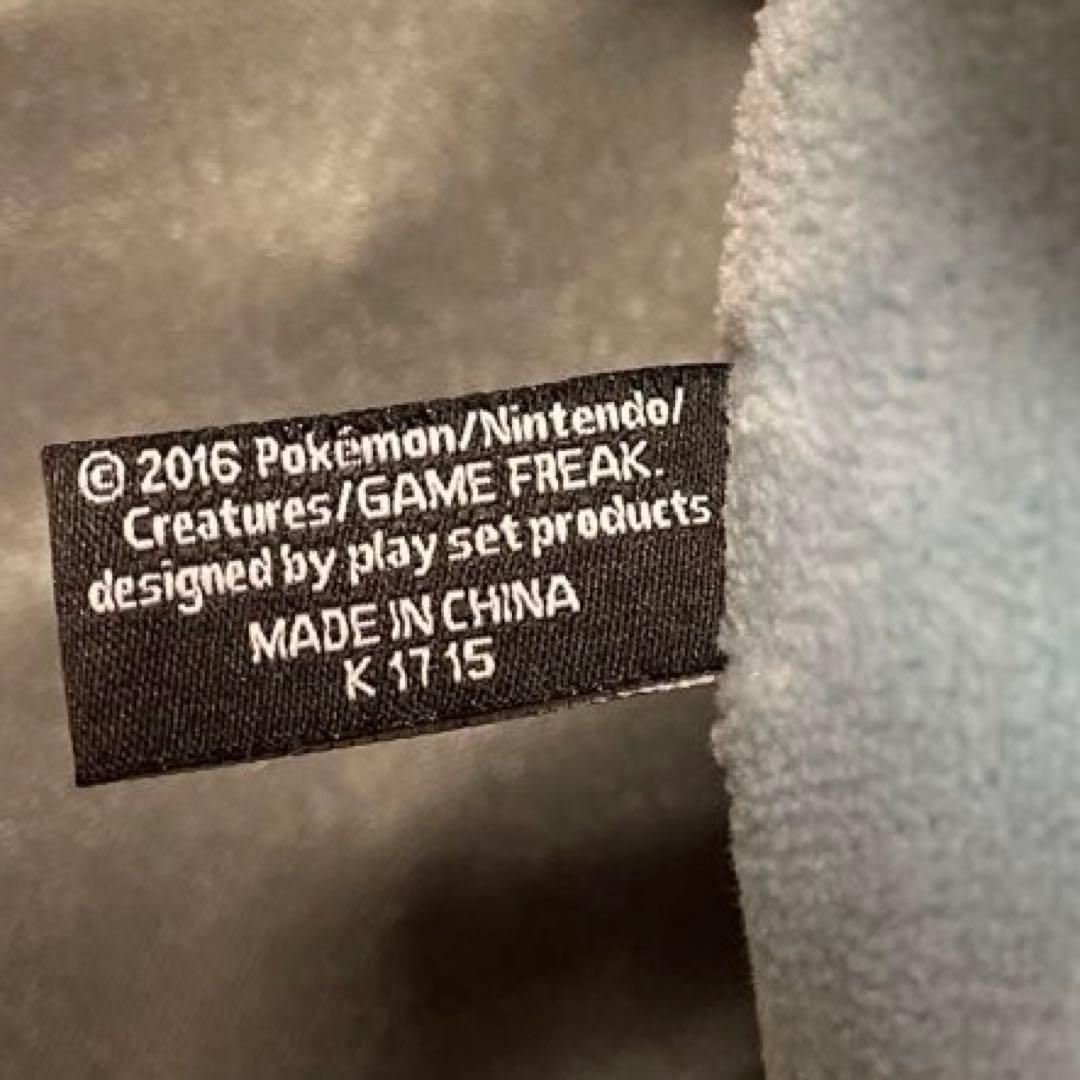 © 2016 Pokémon/Nintendo/
Creatures/GAME FREAK.
designed by play set products
MADE IN CHINA
K 17 15